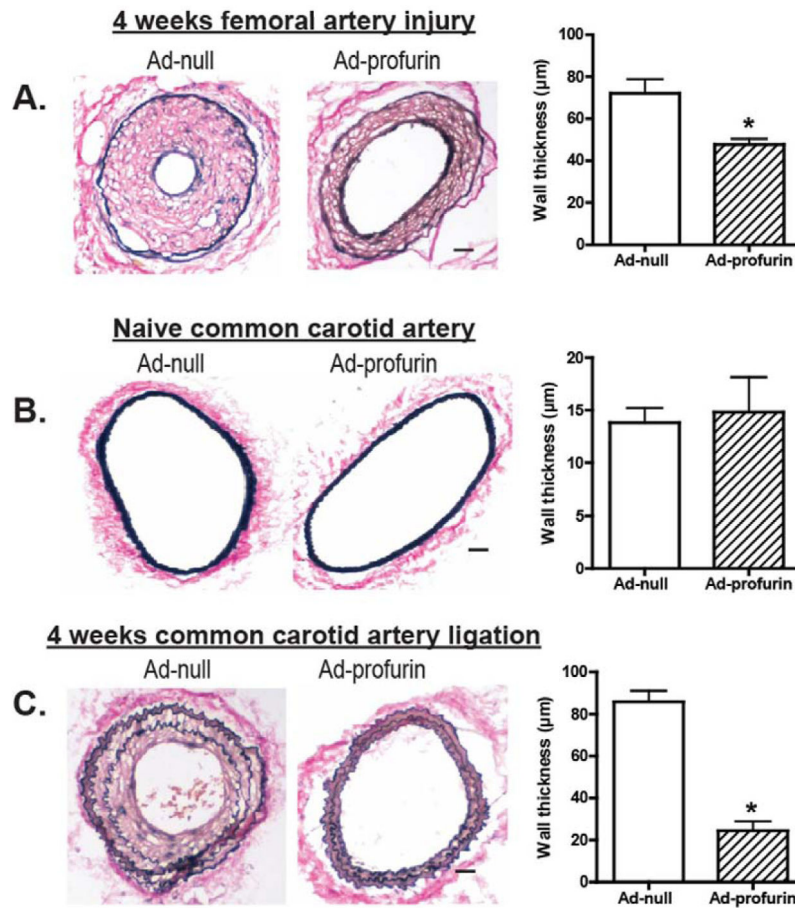 4 weeks femoral artery injury
A.
Ad-null Ad-profurin
Wall thickness (µm)
100
80
60
40
20
0
*
Ad-null Ad-profurin
Naive common carotid artery
B.
Ad-null Ad-profurin
Wall thickness (µm)
20
15
10
5
0
Ad-null Ad-profurin
4 weeks common carotid artery ligation
C.
Ad-null Ad-profurin
Wall thickness (µm)
100
80
60
40
20
0
*
Ad-null Ad-profurin